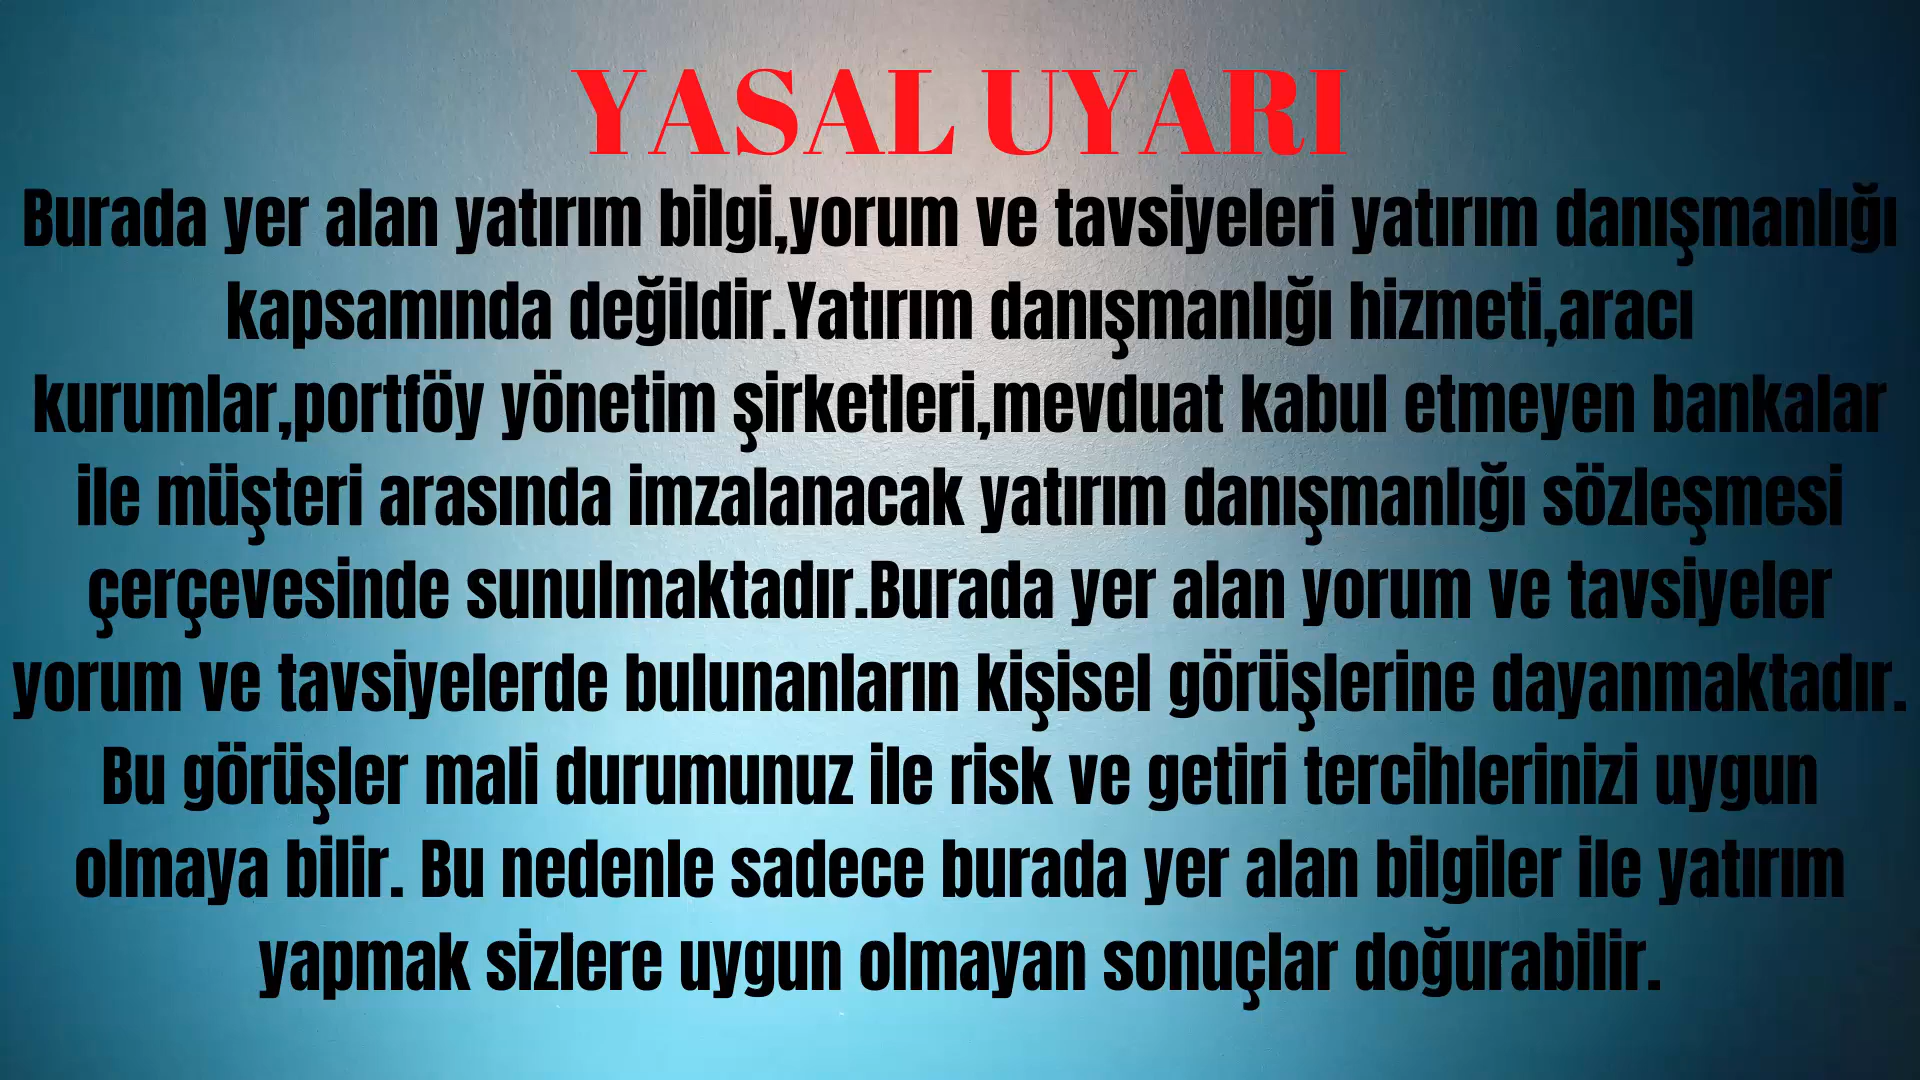 YASAL UYARI
Burada yer alan yatırım bilgi,yorum ve tavsiyeleri yatırım danışmanlığı
kapsamında değildir.Yatırım danışmanlığı hizmeti,aracı
kurumlar,portföy yönetim şirketleri,mevduat kabul etmeyen bankalar
ile müşteri arasında imzalanacak yatırım danışmanlığı sözleşmesi
çerçevesinde sunulmaktadır.Burada yer alan yorum ve tavsiyeler
yorum ve tavsiyelerde bulunanların kişisel görüşlerine dayanmaktadır.
Bu görüşler mali durumunuz ile risk ve getiri tercihlerinizi uygun
olmaya bilir. Bu nedenle sadece burada yer alan bilgiler ile yatırım
yapmak sizlere uygun olmayan sonuçlar doğurabilir.